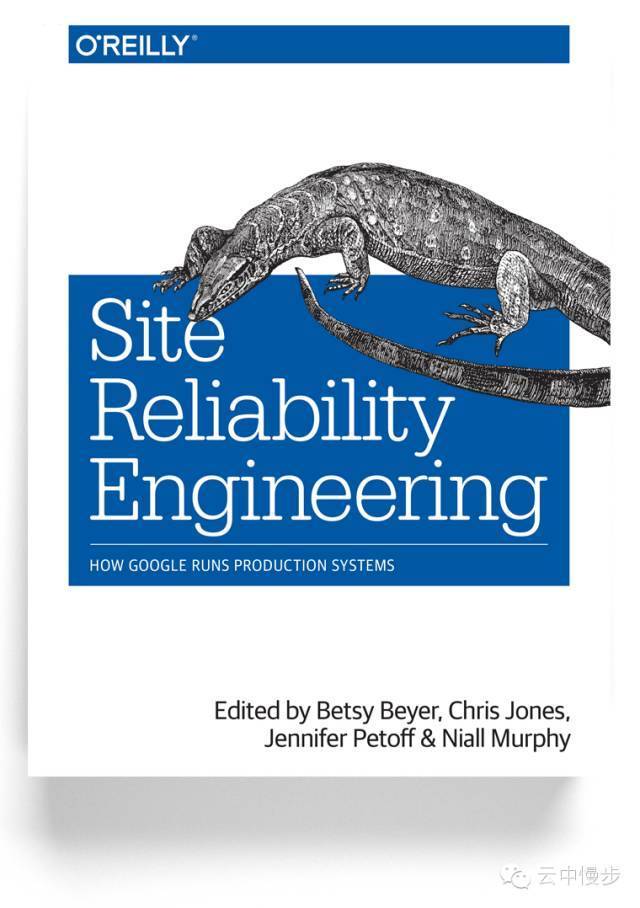 O'REILLY®
Site
Reliability
Engineering
HOW GOOGLE RUNS PRODUCTION SYSTEMS
Edited by Betsy Beyer, Chris Jones,
Jennifer Petoff & Niall Murphy
云中慢步